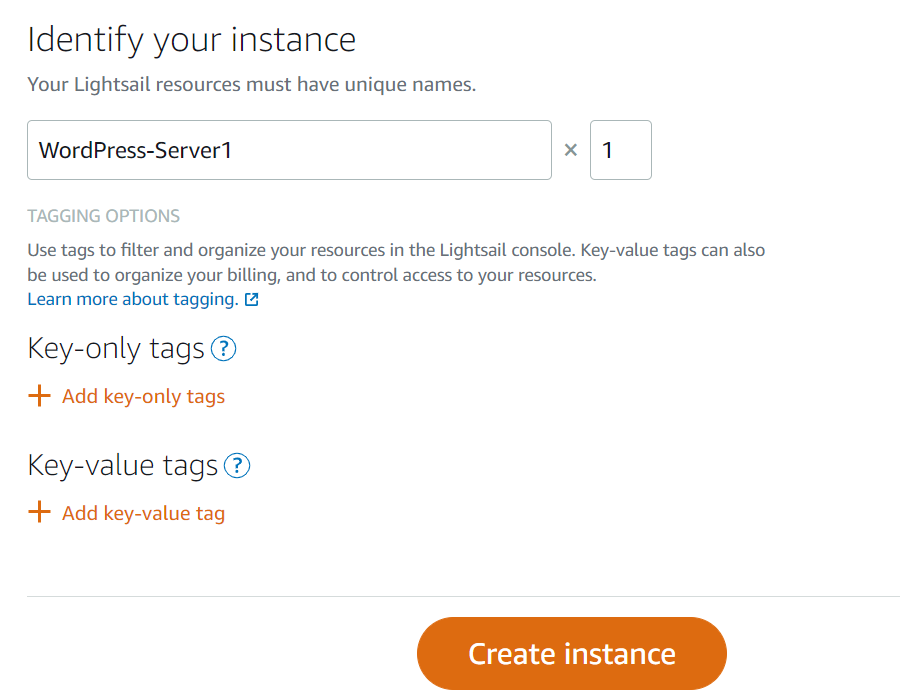 Identify your instance
Your Lightsail resources must have unique names.
WordPress-Server1 × 1
TAGGING OPTIONS
Use tags to filter and organize your resources in the Lightsail console. Key-value tags can also
be used to organize your billing, and to control access to your resources.
Learn more about tagging.
Key-only tags ?
+ Add key-only tags
Key-value tags ?
+ Add key-value tag
Create instance